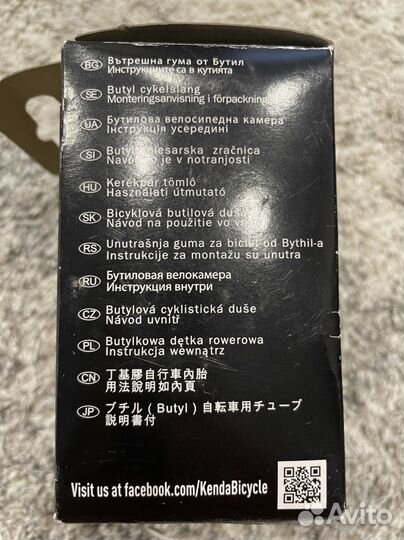 BG Вътрешна гума от Бутил
Инструкциите са в кутията
SE Butyl cykelslang
Monteringsanvisning i förpackningen
UA Бутилова велосипедна камера
Інструкція усередині
SI Butyl kolesarska zračnica
Navodilo je v notranjosti
HU Kerékpár tömlő
Használati útmutató
SK Bicyklová butilová duše
Návod na použitie vo
RS Unutrašnja guma za bicikl od Bythil-a
Instrukcije za montažu su unutra
RU Бутиловая велокамера
Инструкция внутри
CZ Butylová cyklistická duše
Návod uvnitř
PL Butylkowa dętka rowerowa
Instrukcja wewnątrz
CN 丁基膠自行車內胎
用法說明如內頁
JP ブチル ( Butyl ) 自転車用チューブ
説明書付
Visit us at facebook.com/KendaBicycle
Avito